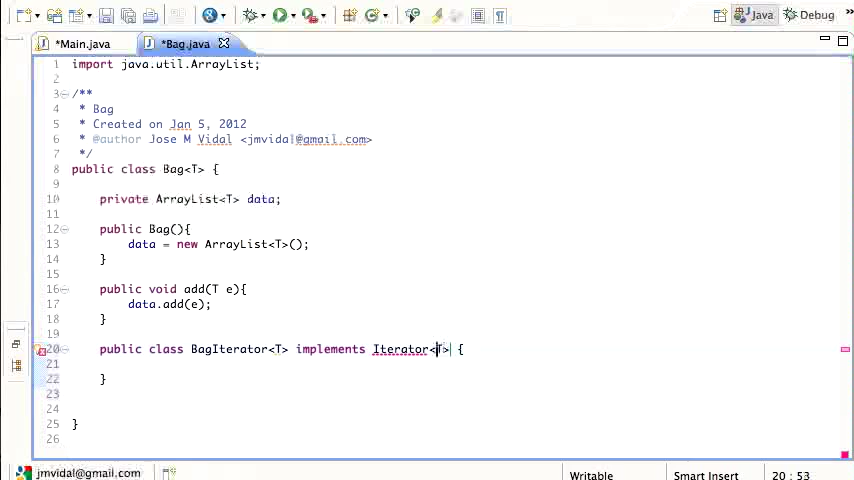 Java Debug
*Main.java *Bag.java
1 import java.util.ArrayList;
2
3 /**
4 * Bag
5 * Created on Jan 5, 2012
6 * @author Jose M Vidal <jmvidal@gmail.com>
7 */
8 public class Bag<T> {
9
10 private ArrayList<T> data;
11
12 public Bag(){
13 data = new ArrayList<T>();
14 }
15
16 public void add(T e){
17 data.add(e);
18 }
19
20 public class BagIterator<T> implements Iterator<T> {
21
22 }
23
24
25 }
26
jmvidal@gmail.com Writable Smart Insert 20 : 53